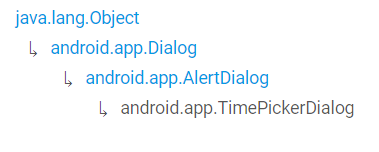 java.lang.Object
↳ android.app.Dialog
↳ android.app.AlertDialog
↳ android.app.TimePickerDialog